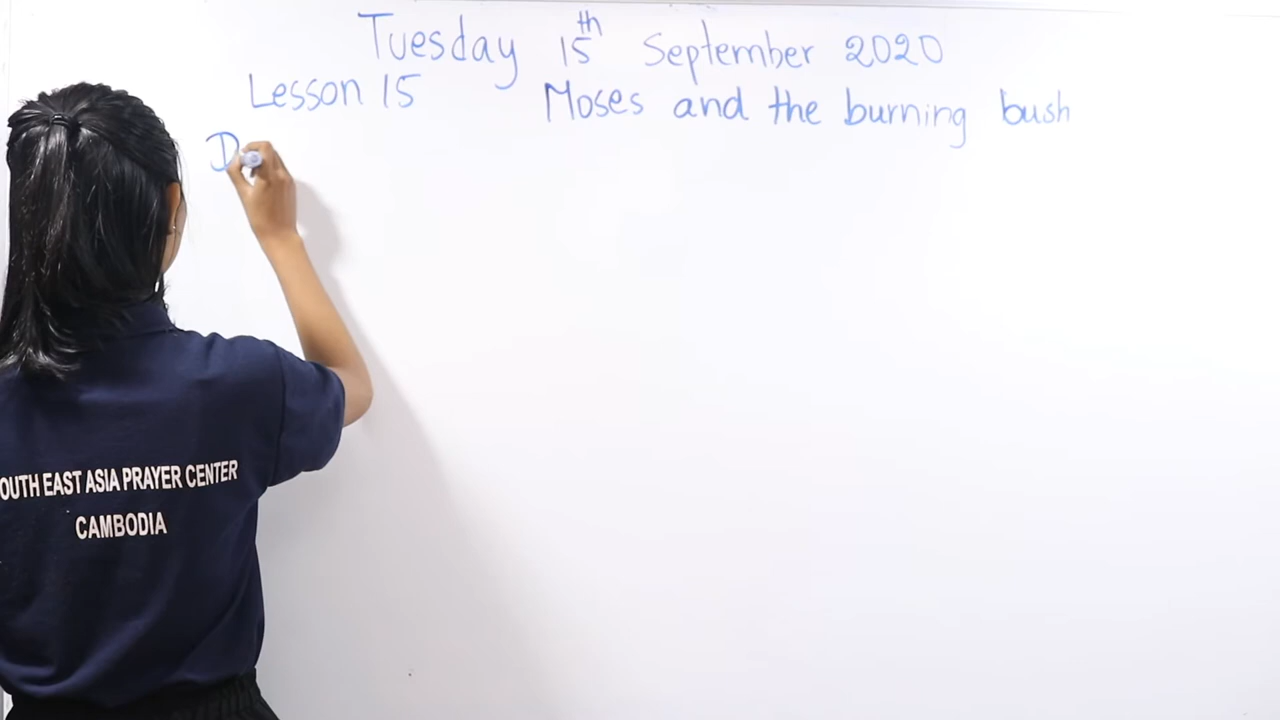 Tuesday 15th September 2020
Lesson 15 Moses and the burning bush
D
OUTH EAST ASIA PRAYER CENTER
CAMBODIA